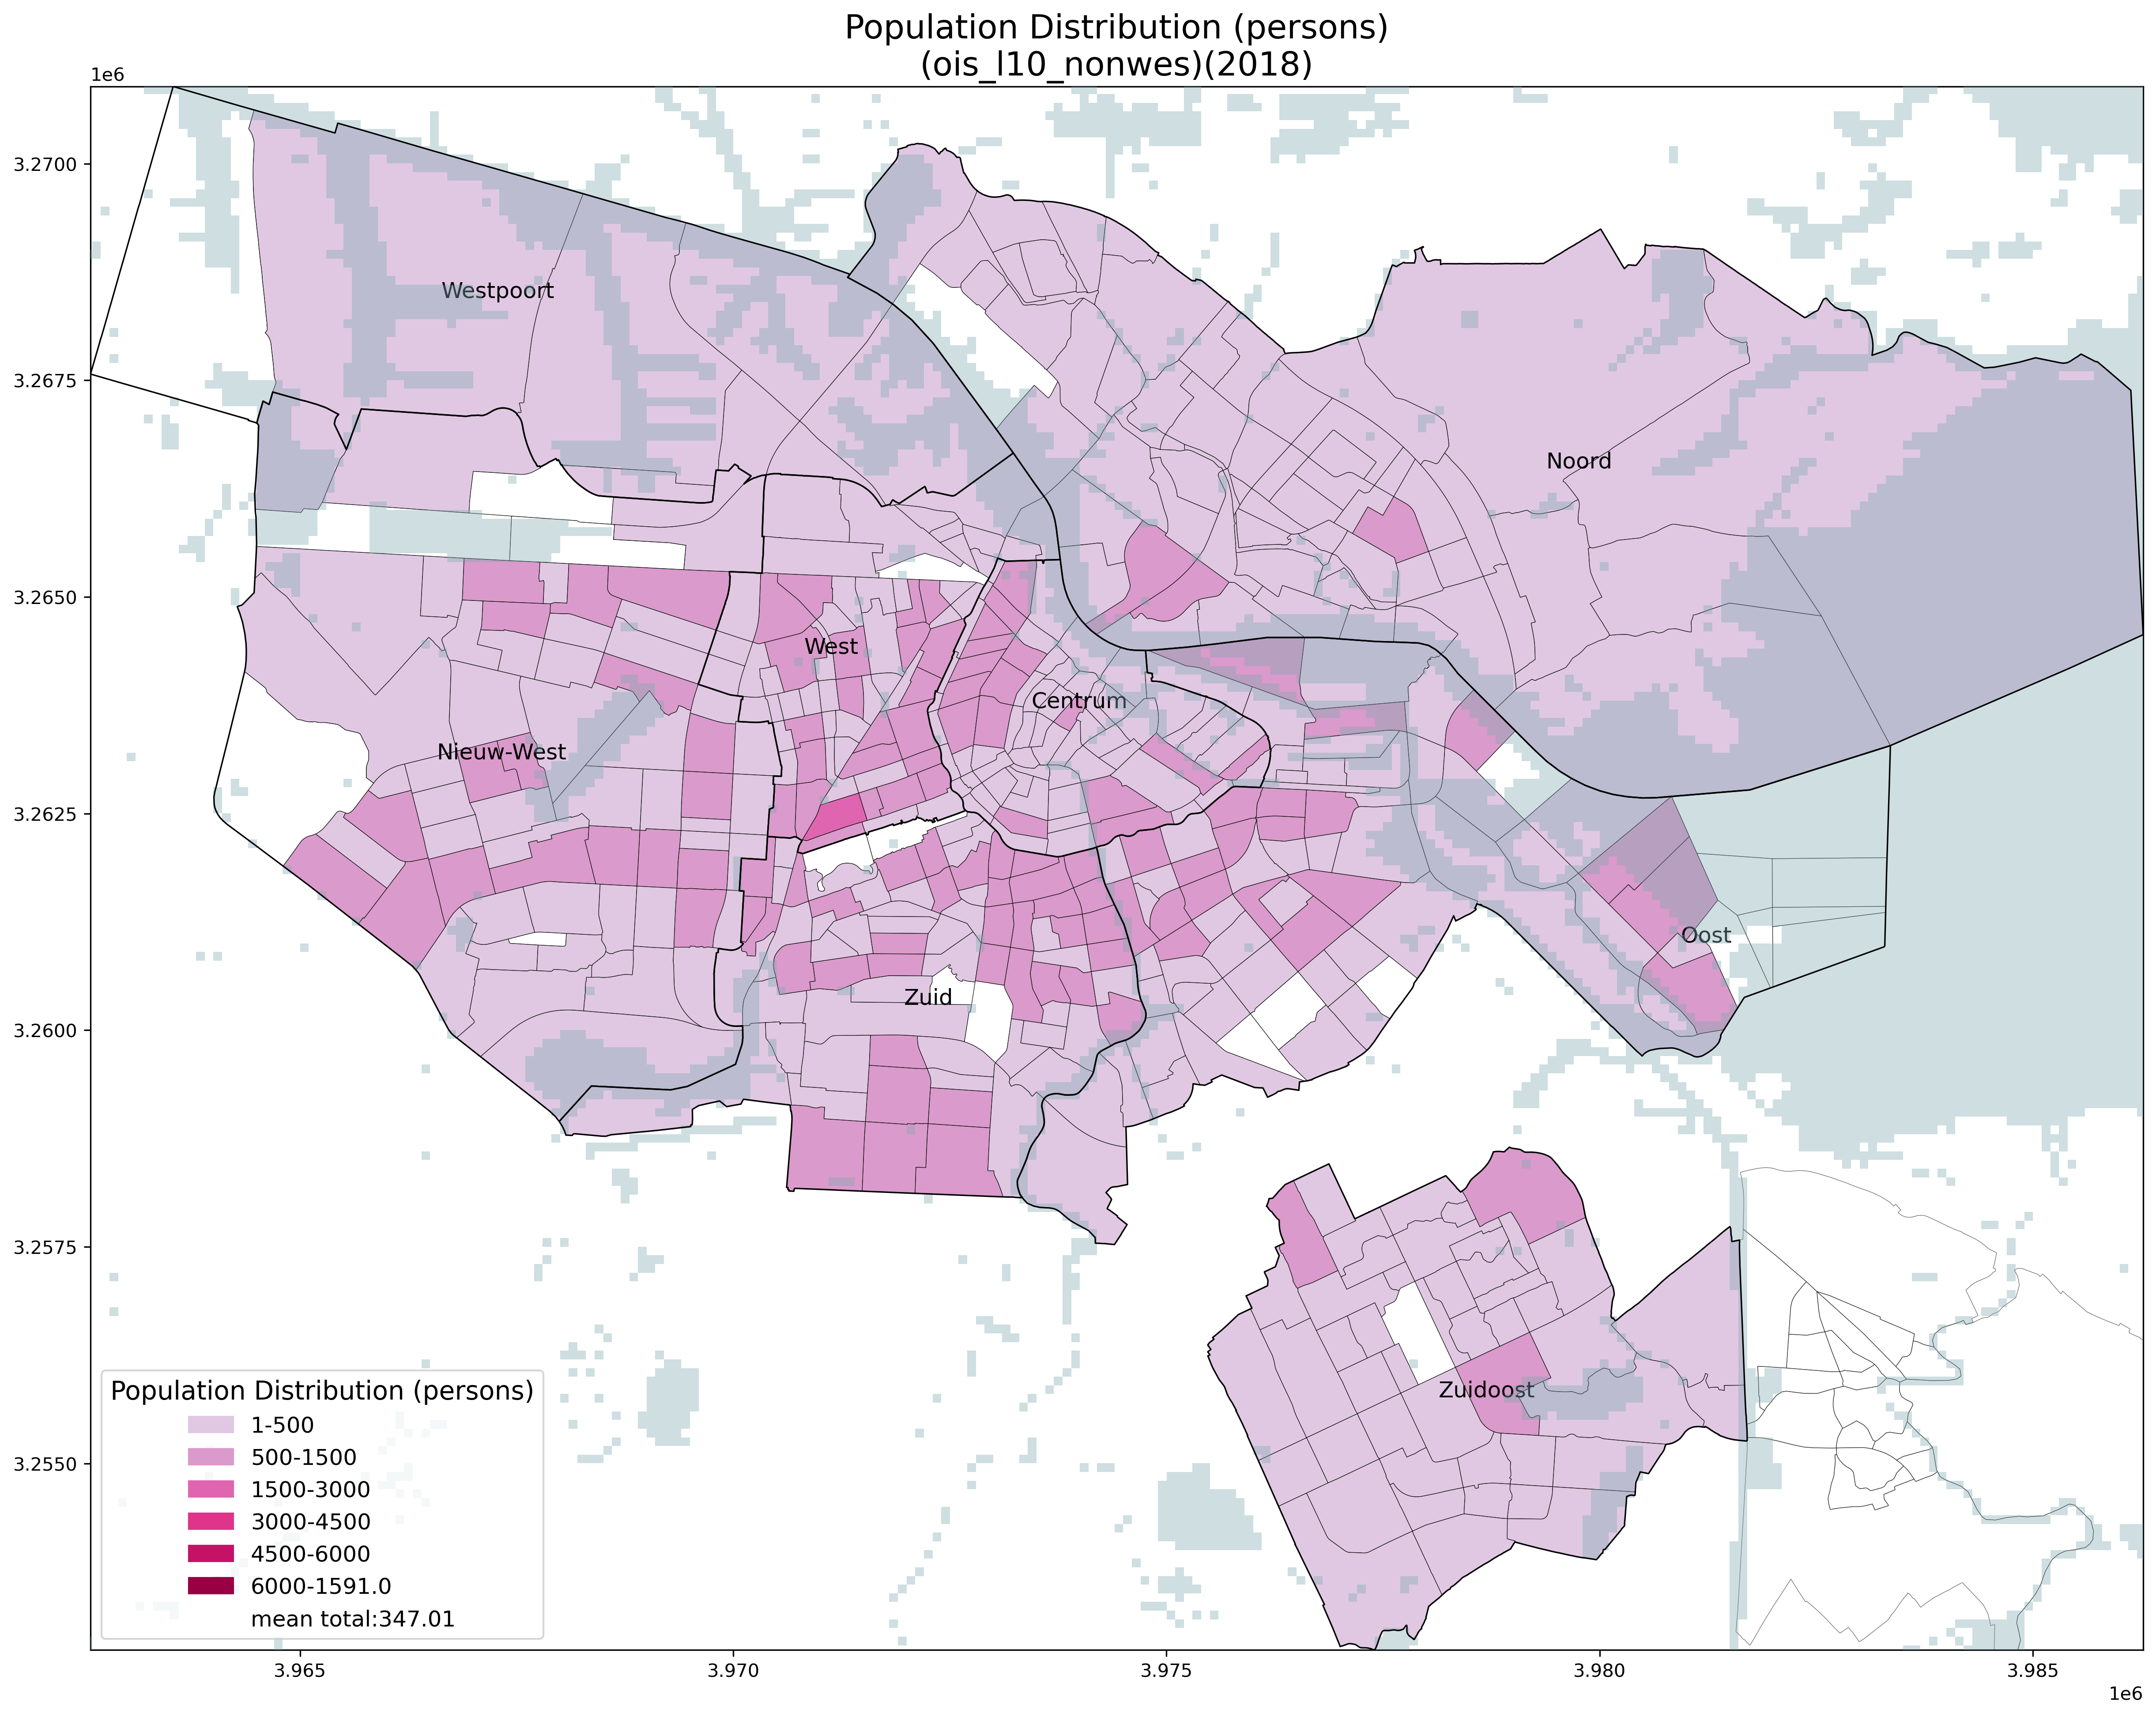 Population Distribution (persons)
(ois_l10_nonwes)(2018)
1e6
3.2700
3.2675
3.2650
3.2625
3.2600
3.2575
3.2550
Westpoort
Noord
West
Centrum
Nieuw-West
Oost
Zuid
Zuidoost
Population Distribution (persons)
1-500
500-1500
1500-3000
3000-4500
4500-6000
6000-1591.0
mean total:347.01
3.965
3.970
3.975
3.980
3.985
1e6